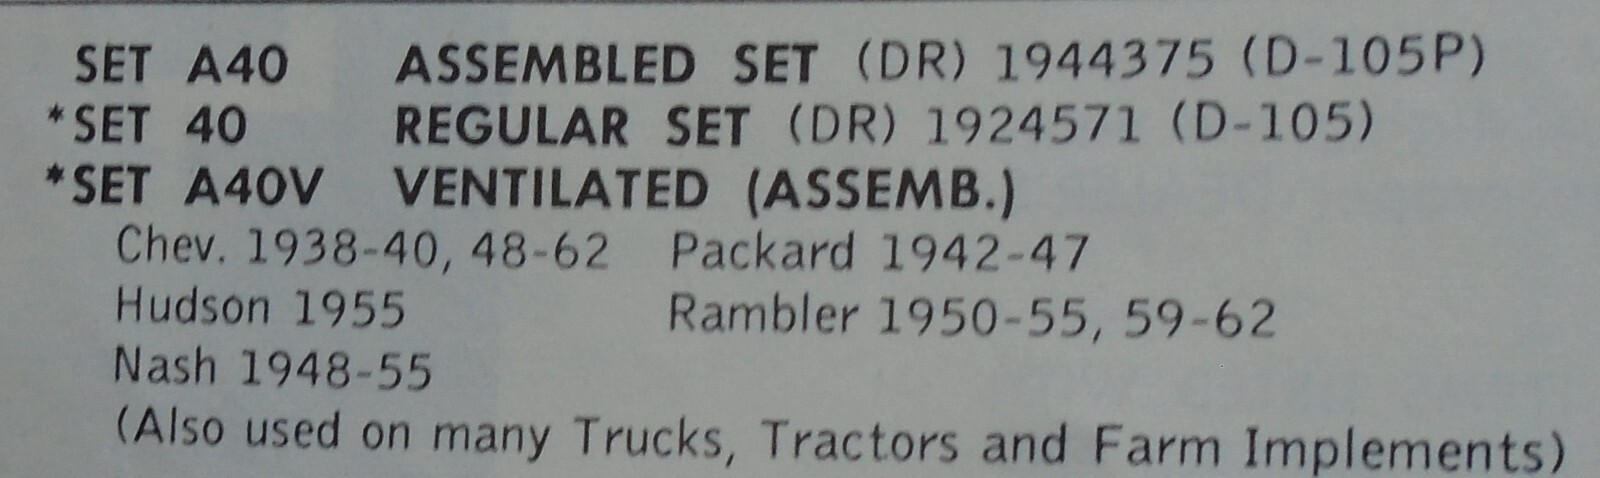 SET A40 ASSEMBLED SET (DR) 1944375 (D-105P)
*SET 40 REGULAR SET (DR) 1924571 (D-105)
*SET A40V VENTILATED (ASSEMB.)
Chev. 1938-40, 48-62 Packard 1942-47
Hudson 1955 Rambler 1950-55, 59-62
Nash 1948-55
(Also used on many Trucks, Tractors and Farm Implements)